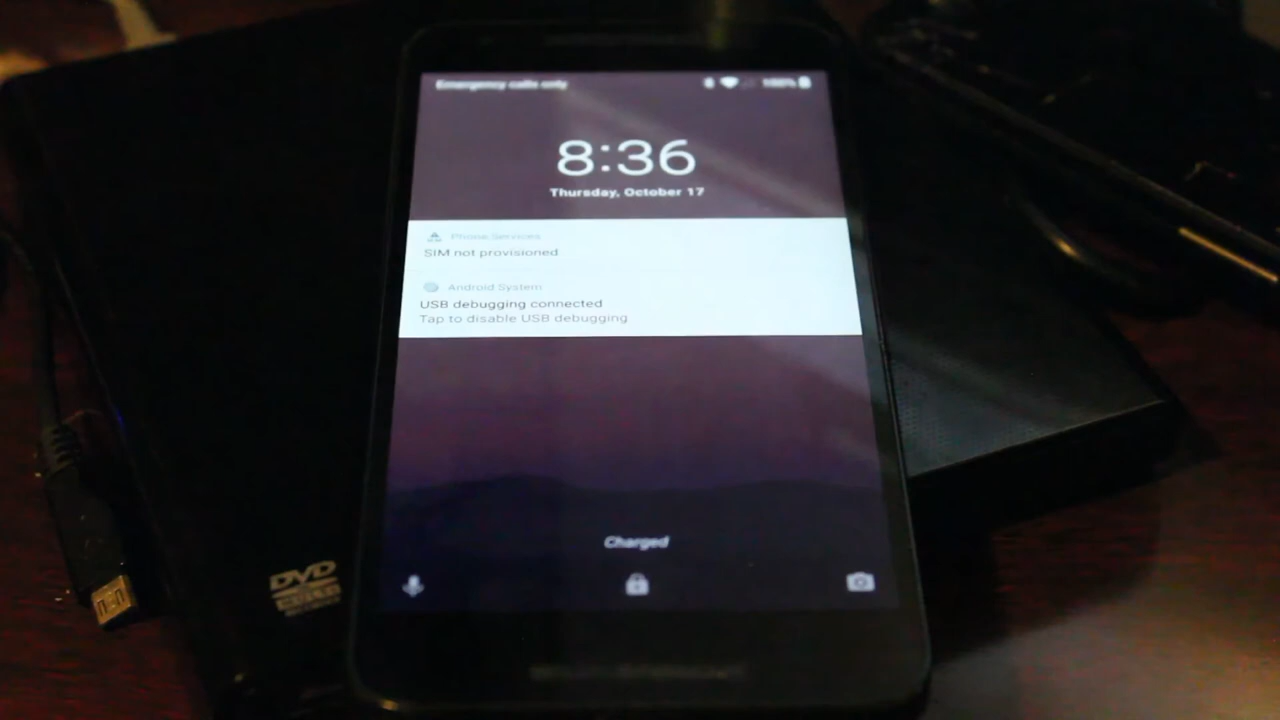 Emergency calls only 100%
8:36
Thursday, October 17
Phone Services
SIM not provisioned
Android System
USB debugging connected
Tap to disable USB debugging
Charged
DVD